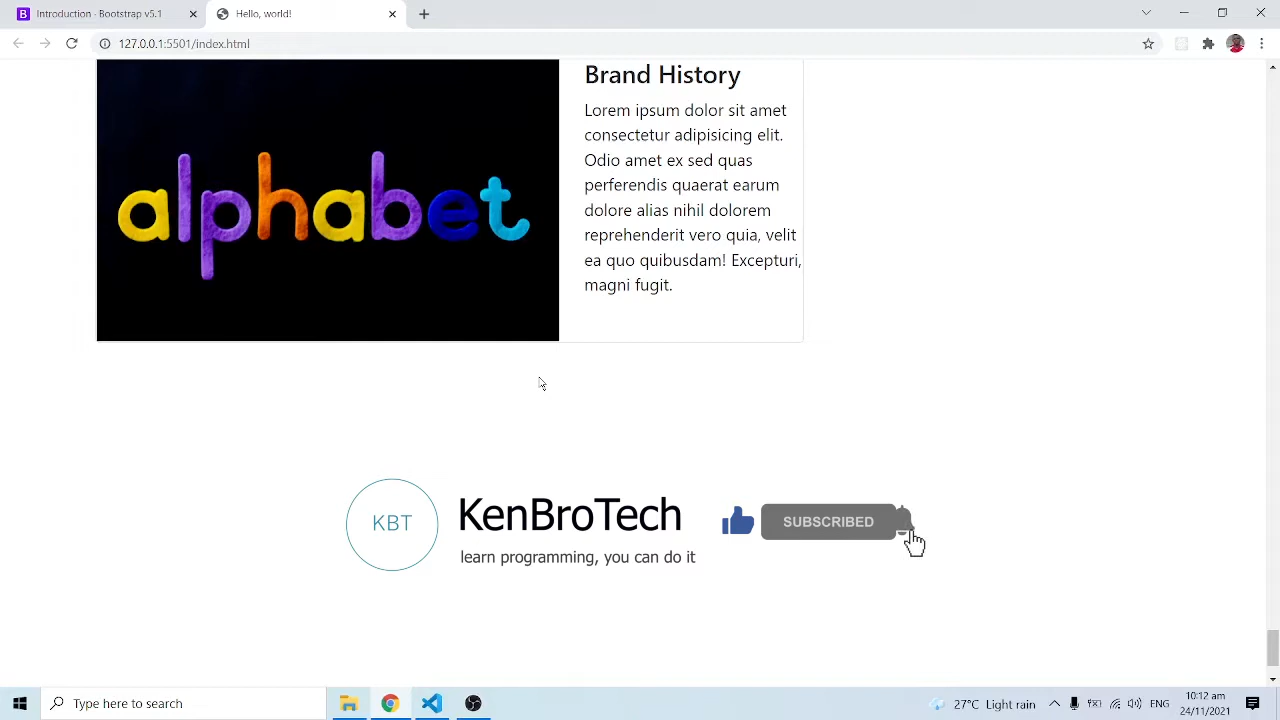 Introduction · Bootstrap v5.1
Hello, world!
127.0.0.1:5501/index.html
alphabet
Brand History
Lorem ipsum dolor sit amet
consectetur adipisicing elit.
Odio amet ex sed quas
perferendis quaerat earum
dolore alias nihil dolorem
reprehenderit vero quia, velit
ea quo quibusdam! Excepturi,
magni fugit.
KBT
KenBroTech
learn programming, you can do it
SUBSCRIBED
Type here to search
27°C Light rain
ENG
10:12 am
24/11/2021